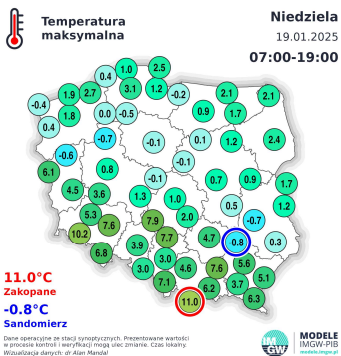 Temperatura
maksymalna
Niedziela
19.01.2025
07:00-19:00
0.4 1.0 2.5
-0.4 1.9 2.7 3.1 1.2 -0.2 2.1 2.1
0.4 1.8 0.0 -0.5 0.9 1.7
-0.7 -0.1 0.1 1.2 2.4
-0.6 -0.1
6.1 0.8 -0.1 0.7 0.9 1.7
4.5 3.6 1.3 1.0 0.5 1.2
5.3 7.6 7.9 2.0 -0.7
10.2 3.9 7.7 4.7 -0.8 0.3
6.8 3.0 3.0 4.6 7.6 5.6
7.1 6.2 3.7 5.1
11.0 6.3
11.0°C
Zakopane
-0.8°C
Sandomierz
Dane operacyjne ze stacji synoptycznych. Prezentowane wartości
w procesie kontroli i weryfikacji mogą ulec zmianie. Czas lokalny.
Wizualizacja danych: dr Alan Mandal
IM
GW
MODELE
IMGW-PIB
modele.imgw.pl